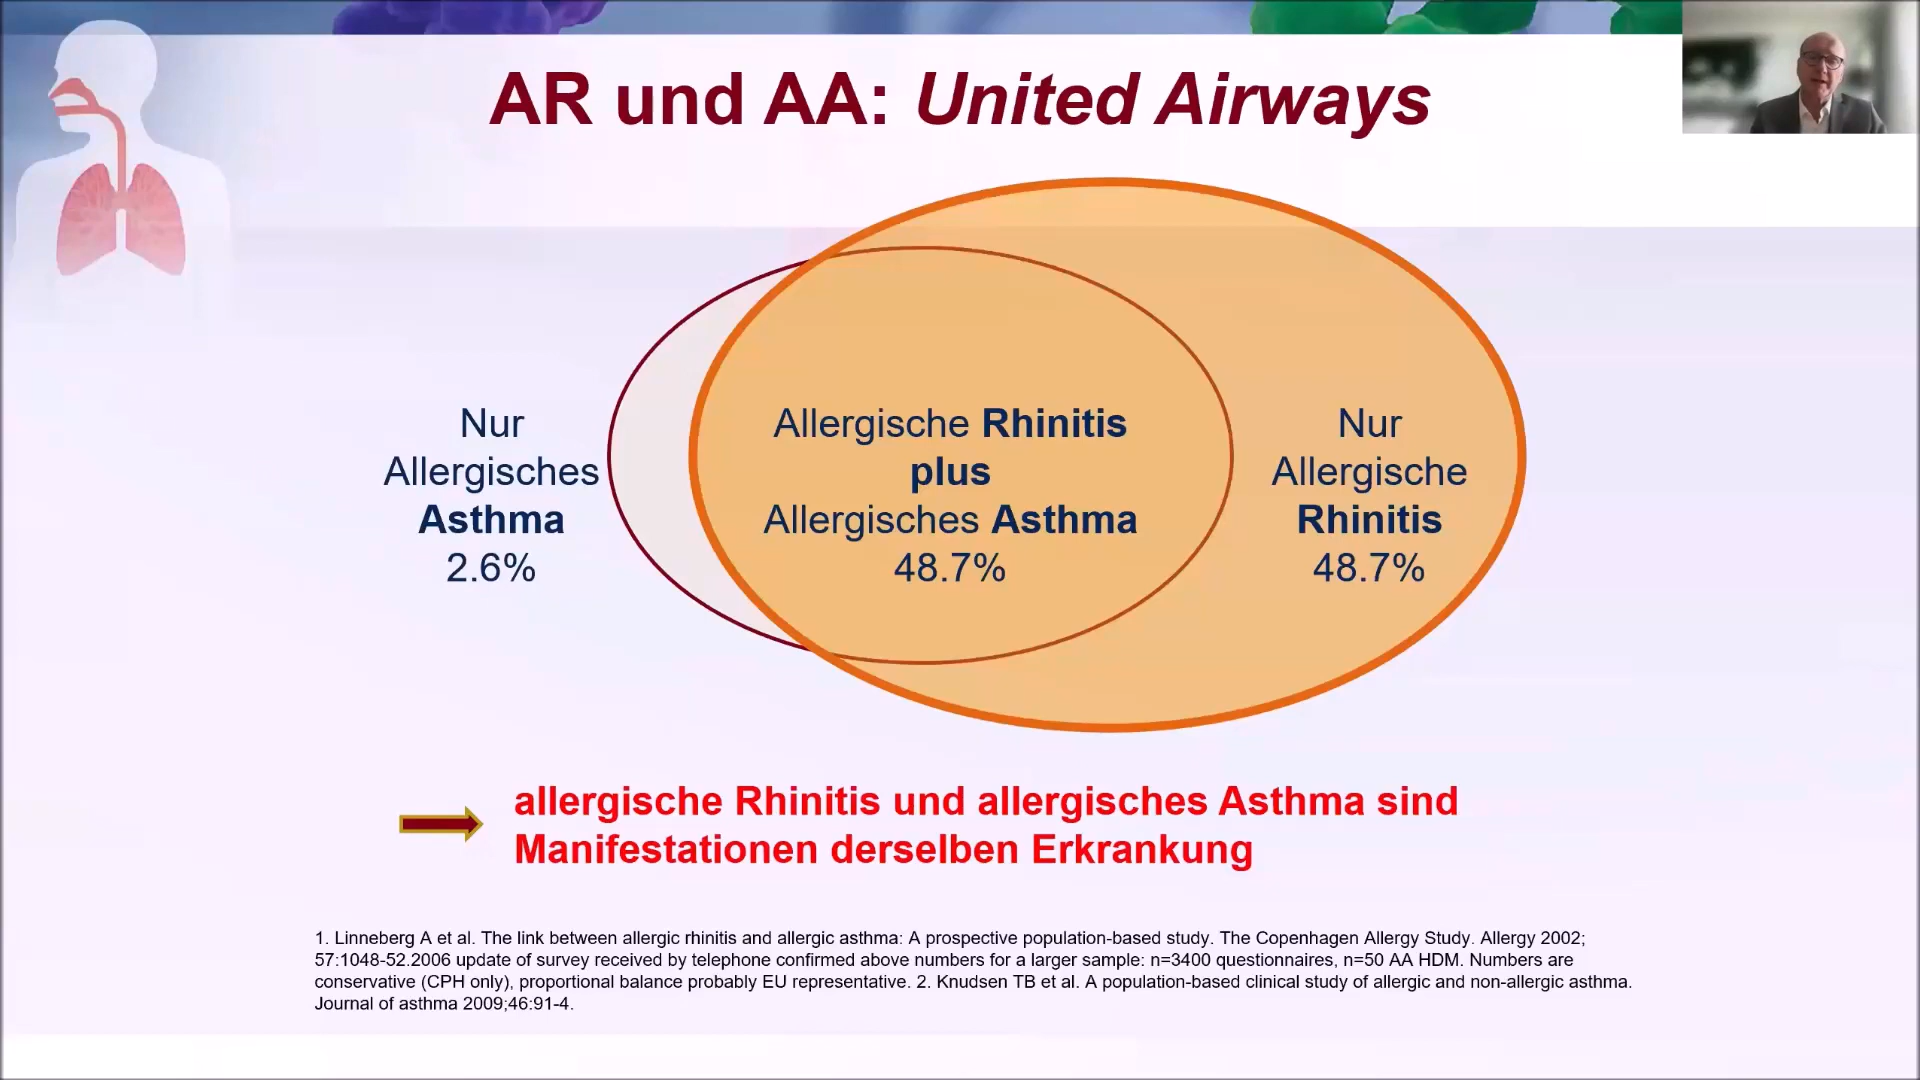 AR und AA: United Airways
Nur
Allergisches
Asthma
2.6%
Allergische Rhinitis
plus
Allergisches Asthma
48.7%
Nur
Allergische
Rhinitis
48.7%
allergische Rhinitis und allergisches Asthma sind
Manifestationen derselben Erkrankung
1. Linneberg A et al. The link between allergic rhinitis and allergic asthma: A prospective population-based study. The Copenhagen Allergy Study. Allergy 2002;
57:1048-52.2006 update of survey received by telephone confirmed above numbers for a larger sample: n=3400 questionnaires, n=50 AA HDM. Numbers are
conservative (CPH only), proportional balance probably EU representative. 2. Knudsen TB et al. A population-based clinical study of allergic and non-allergic asthma.
Journal of asthma 2009;46:91-4.